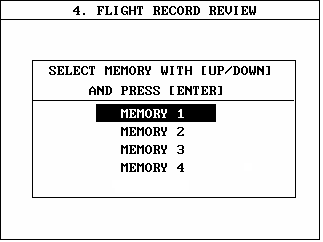 4. FLIGHT RECORD REVIEW
SELECT MEMORY WITH [UP/DOWN]
AND PRESS [ENTER]
MEMORY 1
MEMORY 2
MEMORY 3
MEMORY 4